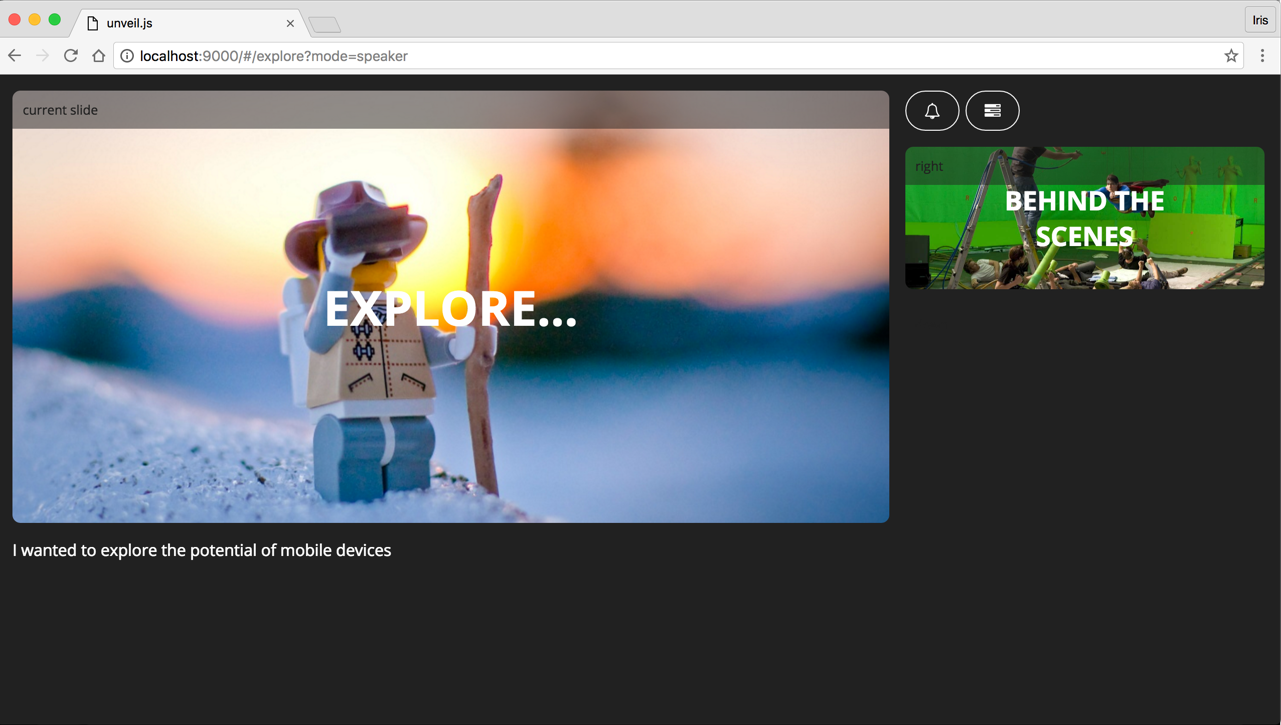 unveil.js
Iris
localhost:9000/#/explore?mode=speaker
current slide
EXPLORE...
right
BEHIND THE
SCENES
I wanted to explore the potential of mobile devices